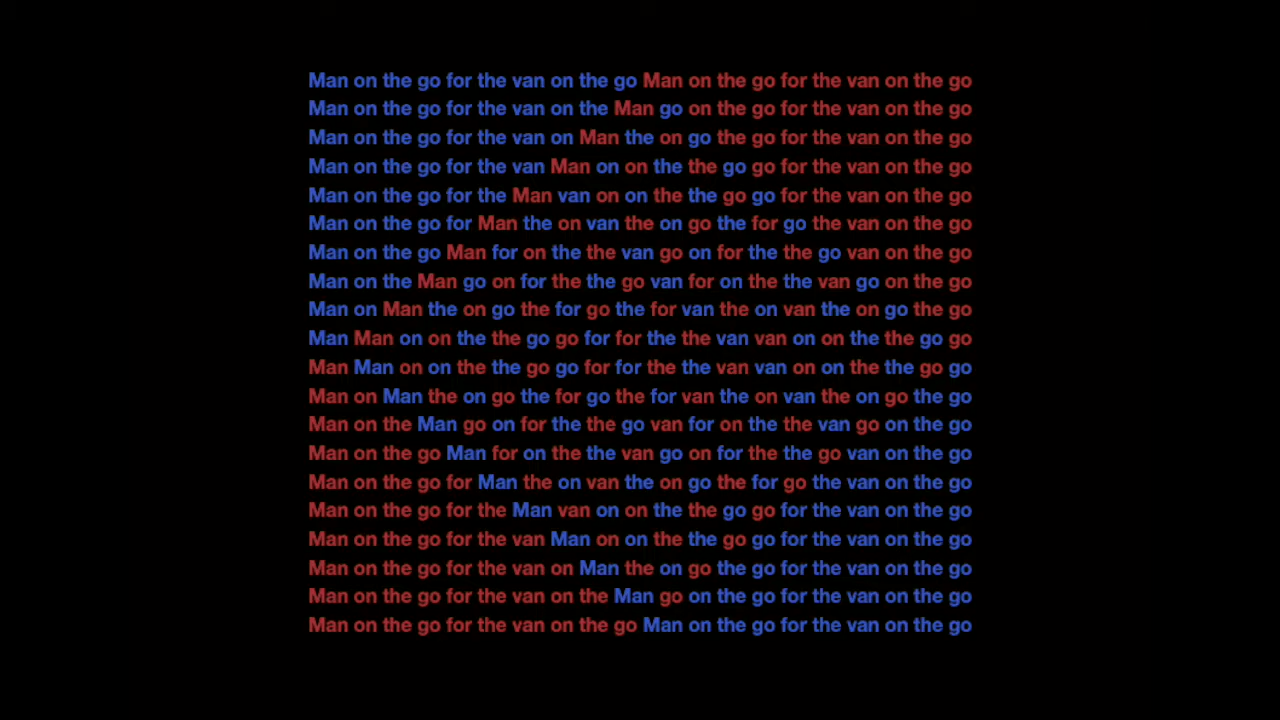 Man on the go for the van on the go Man on the go for the van on the go
Man on the go for the van on the Man go on the go for the van on the go
Man on the go for the van on Man the on go the go for the van on the go
Man on the go for the van Man on on the the go go for the van on the go
Man on the go for the Man van on on the the go go for the van on the go
Man on the go for Man the on van the on go the for go the van on the go
Man on the go Man for on the the van go on for the the go van on the go
Man on the Man go on for the the go van for on the the van go on the go
Man on Man the on go the for go the for van the on van the on go the go
Man Man on on the the go go for for the the van van on on the the go go
Man Man on on the the go go for for the the van van on on the the go go
Man on Man the on go the for go the for van the on van the on go the go
Man on the Man go on for the the go van for on the the van go on the go
Man on the go Man for on the the van go on for the the go van on the go
Man on the go for Man the on van the on go the for go the van on the go
Man on the go for the Man van on on the the go go for the van on the go
Man on the go for the van Man on on the the go go for the van on the go
Man on the go for the van on Man the on go the go for the van on the go
Man on the go for the van on the Man go on the go for the van on the go
Man on the go for the van on the go Man on the go for the van on the go